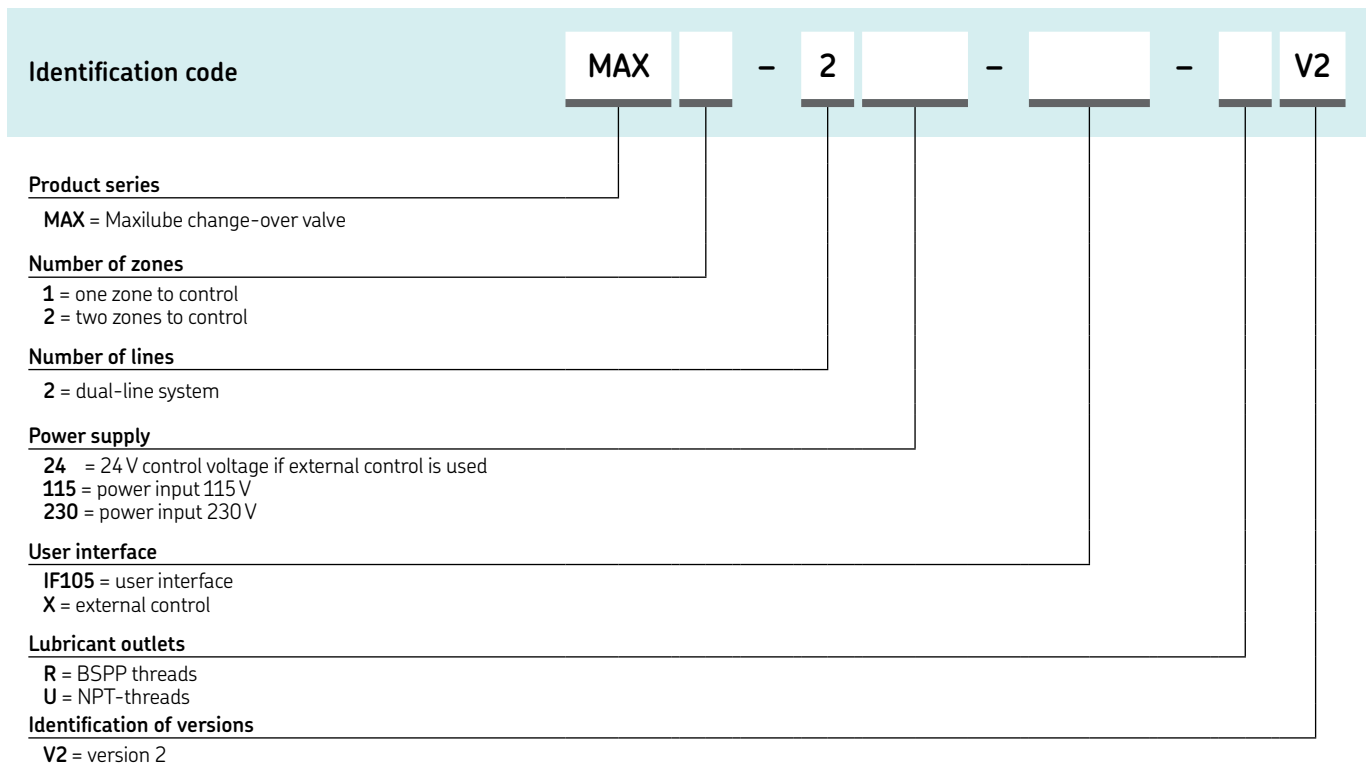 Identification code MAX – 2 – – V2
Product series
MAX = Maxilube change-over valve
Number of zones
1 = one zone to control
2 = two zones to control
Number of lines
2 = dual-line system
Power supply
24 = 24 V control voltage if external control is used
115 = power input 115 V
230 = power input 230 V
User interface
IF105 = user interface
X = external control
Lubricant outlets
R = BSPP threads
U = NPT-threads
Identification of versions
V2 = version 2